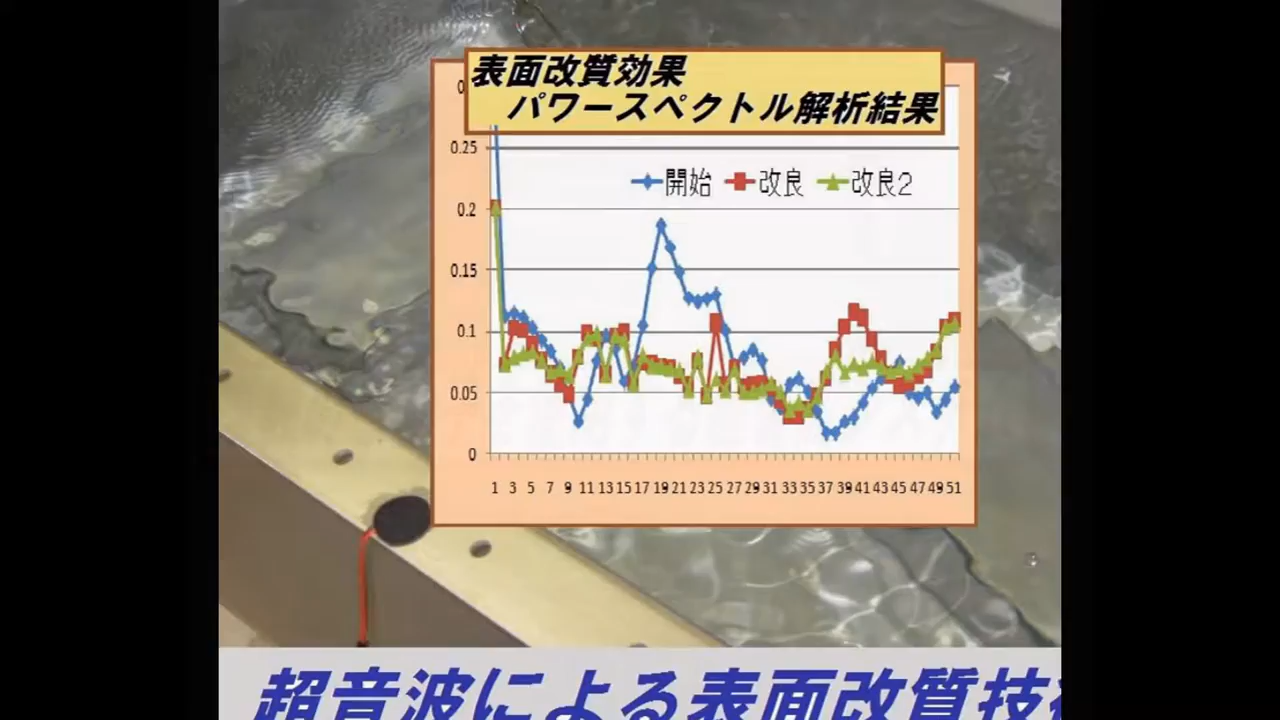 表面改質効果
パワースペクトル解析結果
開始 改良 改良2
0.25
0.2
0.15
0.1
0.05
0
1 3 5 7 9 11 13 15 17 19 21 23 25 27 29 31 33 35 37 39 41 43 45 47 49 51
超音波による表面改質技